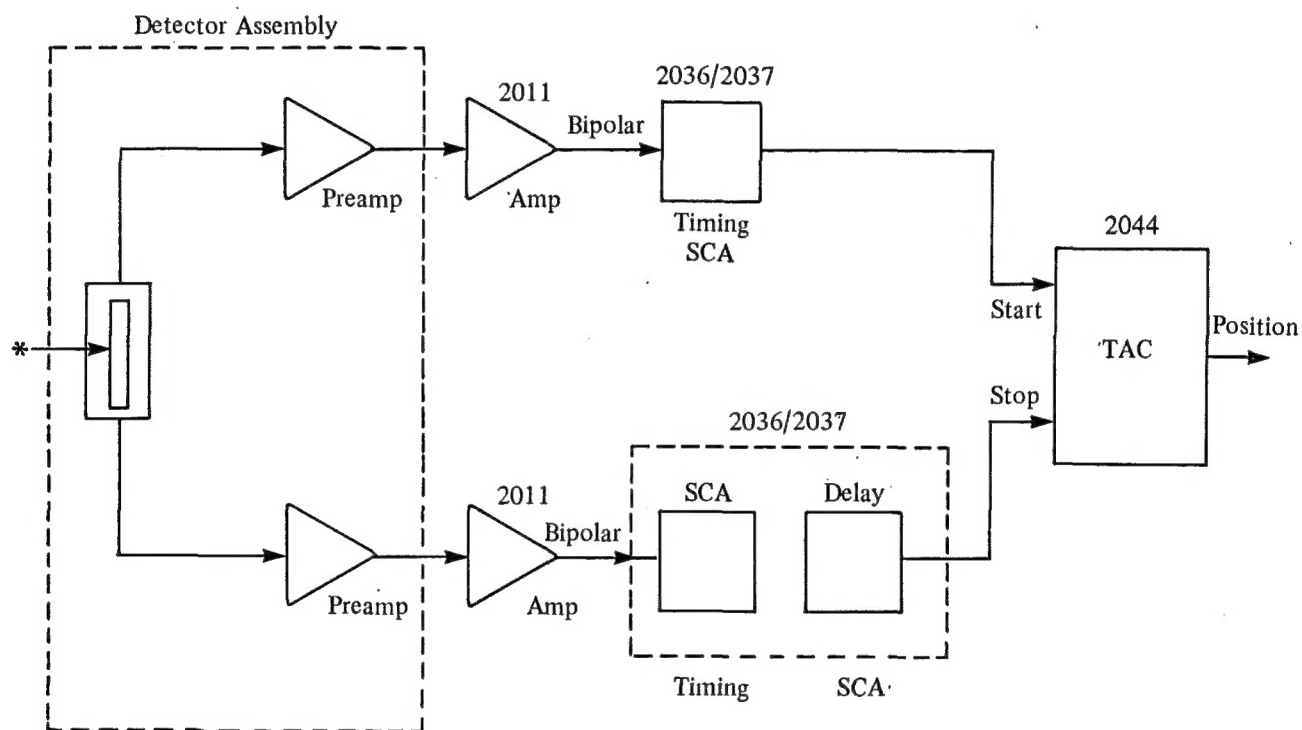 Detector Assembly
2011
2036/2037
Bipolar
Preamp
Amp
Timing
SCA
2044
Start
Position
*
TAC
Stop
2036/2037
2011
SCA
Delay
Bipolar
Preamp
Amp
Timing
SCA